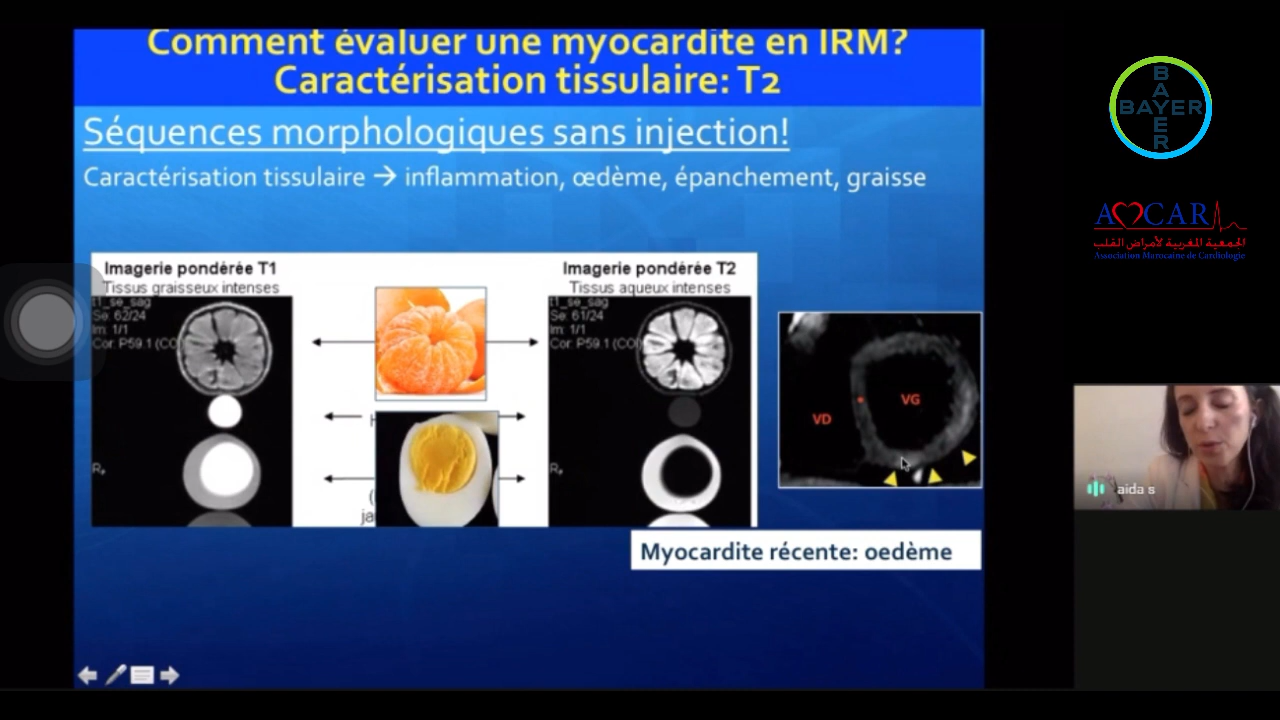 Comment évaluer une myocardite en IRM?
Caractérisation tissulaire: T2
Séquences morphologiques sans injection!
Caractérisation tissulaire → inflammation, œdème, épanchement, graisse
Imagerie pondérée T1
Tissus graisseux intenses
t1_se_sag
Se: 62/24
Im: 1/1
Cor: P59.1 (CO
R
Imagerie pondérée T2
Tissus aqueux intenses
t1_se_sag
Se: 61/24
Im: 1/1
Cor: P59.1 (CO
R
VD
VG
Myocardite récente: oedème
BAYER
BAYER
AMCAR
الجمعية المغربية لأمراض القلب
Association Marocaine de Cardiologie
aida s